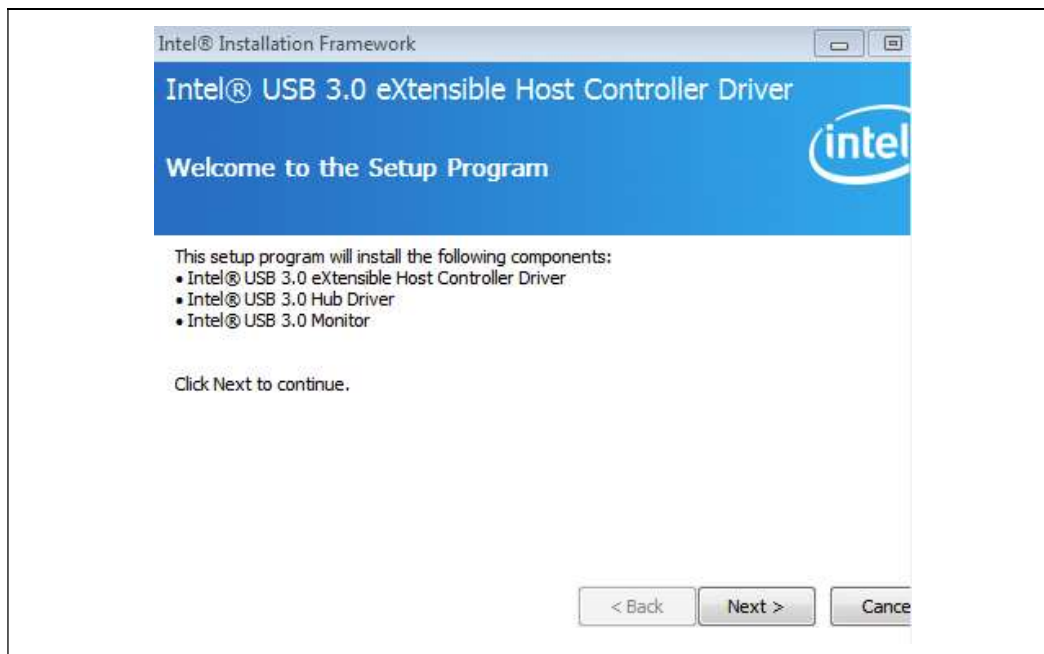 Intel® Installation Framework
Intel® USB 3.0 eXtensible Host Controller Driver
intel
Welcome to the Setup Program
This setup program will install the following components:
• Intel® USB 3.0 eXtensible Host Controller Driver
• Intel® USB 3.0 Hub Driver
• Intel® USB 3.0 Monitor
Click Next to continue.
< Back Next > Cance